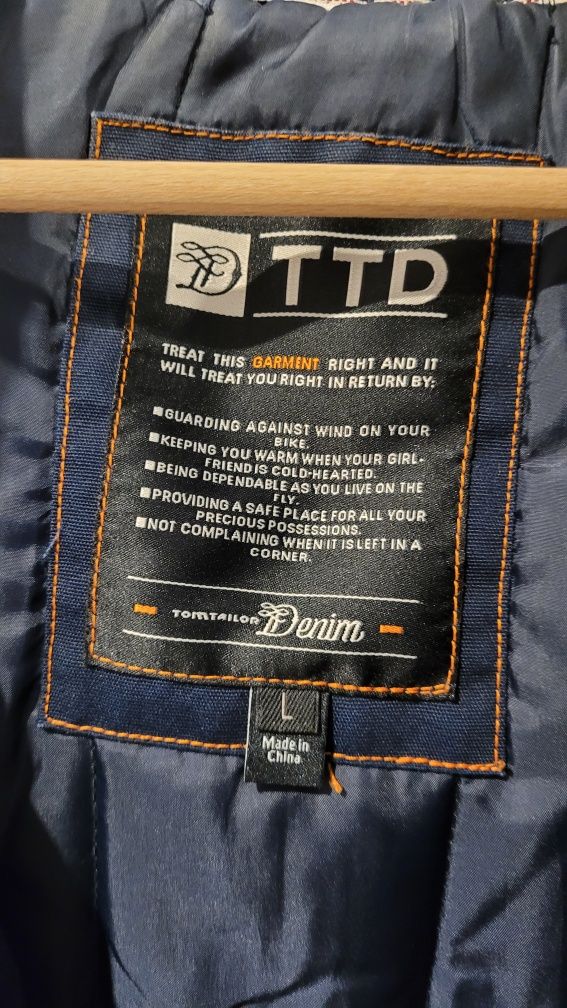 TTD
TREAT THIS GARMENT RIGHT AND IT
WILL TREAT YOU RIGHT IN RETURN BY:
■GUARDING AGAINST WIND ON YOUR
BIKE.
■KEEPING YOU WARM WHEN YOUR GIRL-
FRIEND IS COLD-HEARTED.
■BEING DEPENDABLE AS YOU LIVE ON THE
FLY.
■PROVIDING A SAFE PLACE FOR ALL YOUR
PRECIOUS POSSESSIONS.
■NOT COMPLAINING WHEN IT IS LEFT IN A
CORNER.
TOM TAILOR Denim
L
Made in
China